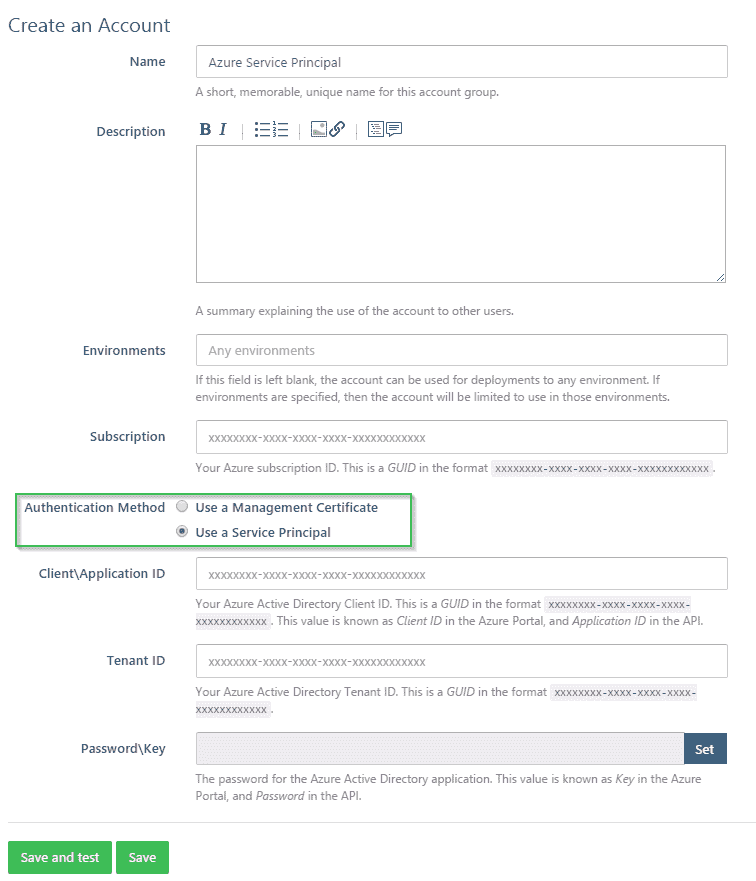 Create an Account
Name
Azure Service Principal
A short, memorable, unique name for this account group.
Description
B I
A summary explaining the use of the account to other users.
Environments
Any environments
If this field is left blank, the account can be used for deployments to any environment. If
environments are specified, then the account will be limited to use in those environments.
Subscription
xxxxxxxx-xxxx-xxxx-xxxx-xxxxxxxxxxxx
Your Azure subscription ID. This is a GUID in the format xxxxxxxx-xxxx-xxxx-xxxx-xxxxxxxxxxxx .
Authentication Method
Use a Management Certificate
Use a Service Principal
Client\Application ID
xxxxxxxx-xxxx-xxxx-xxxx-xxxxxxxxxxxx
Your Azure Active Directory Client ID. This is a GUID in the format xxxxxxxx-xxxx-xxxx-xxxx-
xxxxxxxxxxxx . This value is known as Client ID in the Azure Portal, and Application ID in the API.
Tenant ID
xxxxxxxx-xxxx-xxxx-xxxx-xxxxxxxxxxxx
Your Azure Active Directory Tenant ID. This is a GUID in the format xxxxxxxx-xxxx-xxxx-xxxx-
xxxxxxxxxxxx .
Password\Key
Set
The password for the Azure Active Directory application. This value is known as Key in the Azure
Portal, and Password in the API.
Save and test
Save